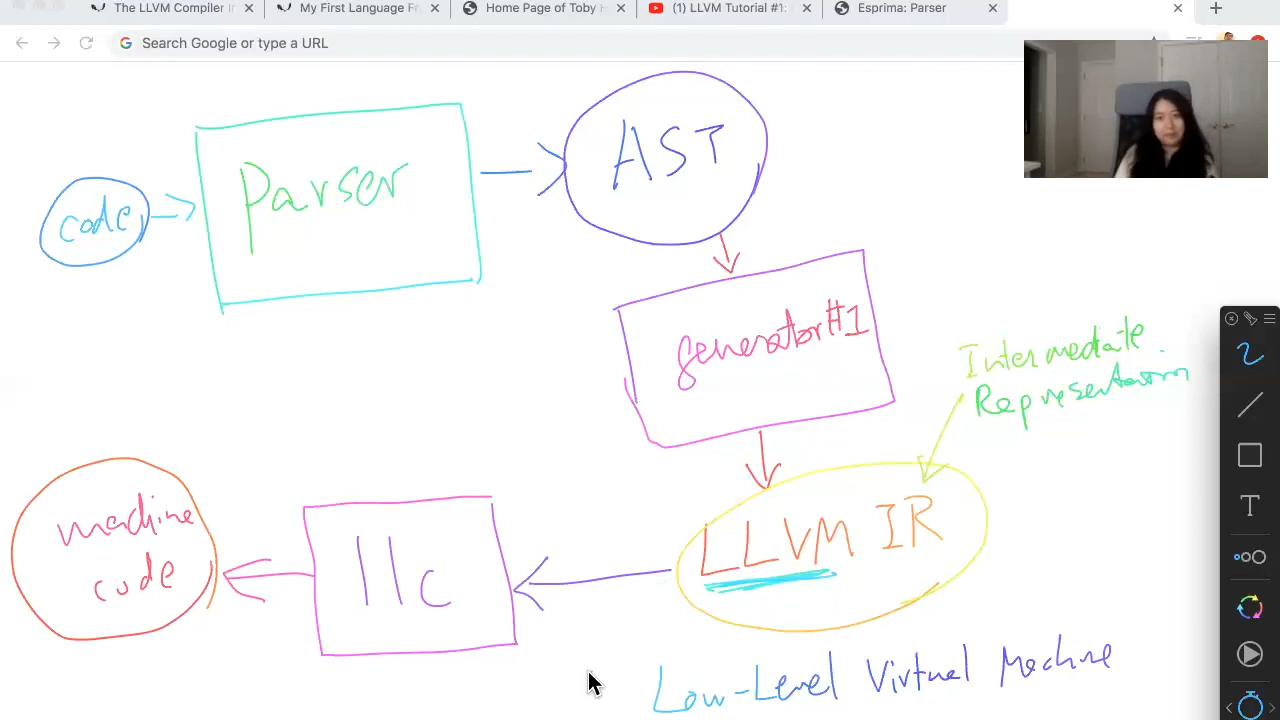 The LLVM Compiler In
My First Language Fr
Home Page of Toby H
(1) LLVM Tutorial #1:
Esprima: Parser
Search Google or type a URL
code
Parser
AST
generator#1
Intermediate
Representation
LLVM IR
llc
machine
code
Low-Level Virtual Machine
T